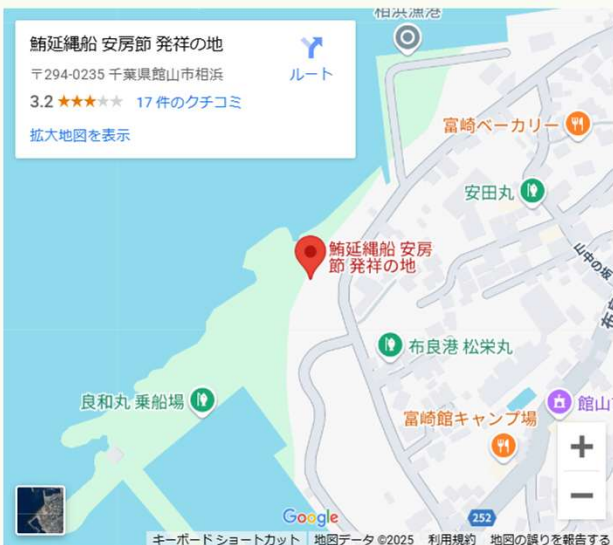 鮪延縄船 安房節 発祥の地
〒294-0235 千葉県館山市相浜
3.2
17 件のクチコミ
拡大地図を表示
ルート
相浜漁港
富崎ベーカリー
安田丸
山中の坂
鮪延縄船 安房
節 発祥の地
布良港 松栄丸
良和丸 乗船場
富崎館キャンプ場
館山
252
+
−
Google
キーボード ショートカット
地図データ ©2025
利用規約
地図の誤りを報告する